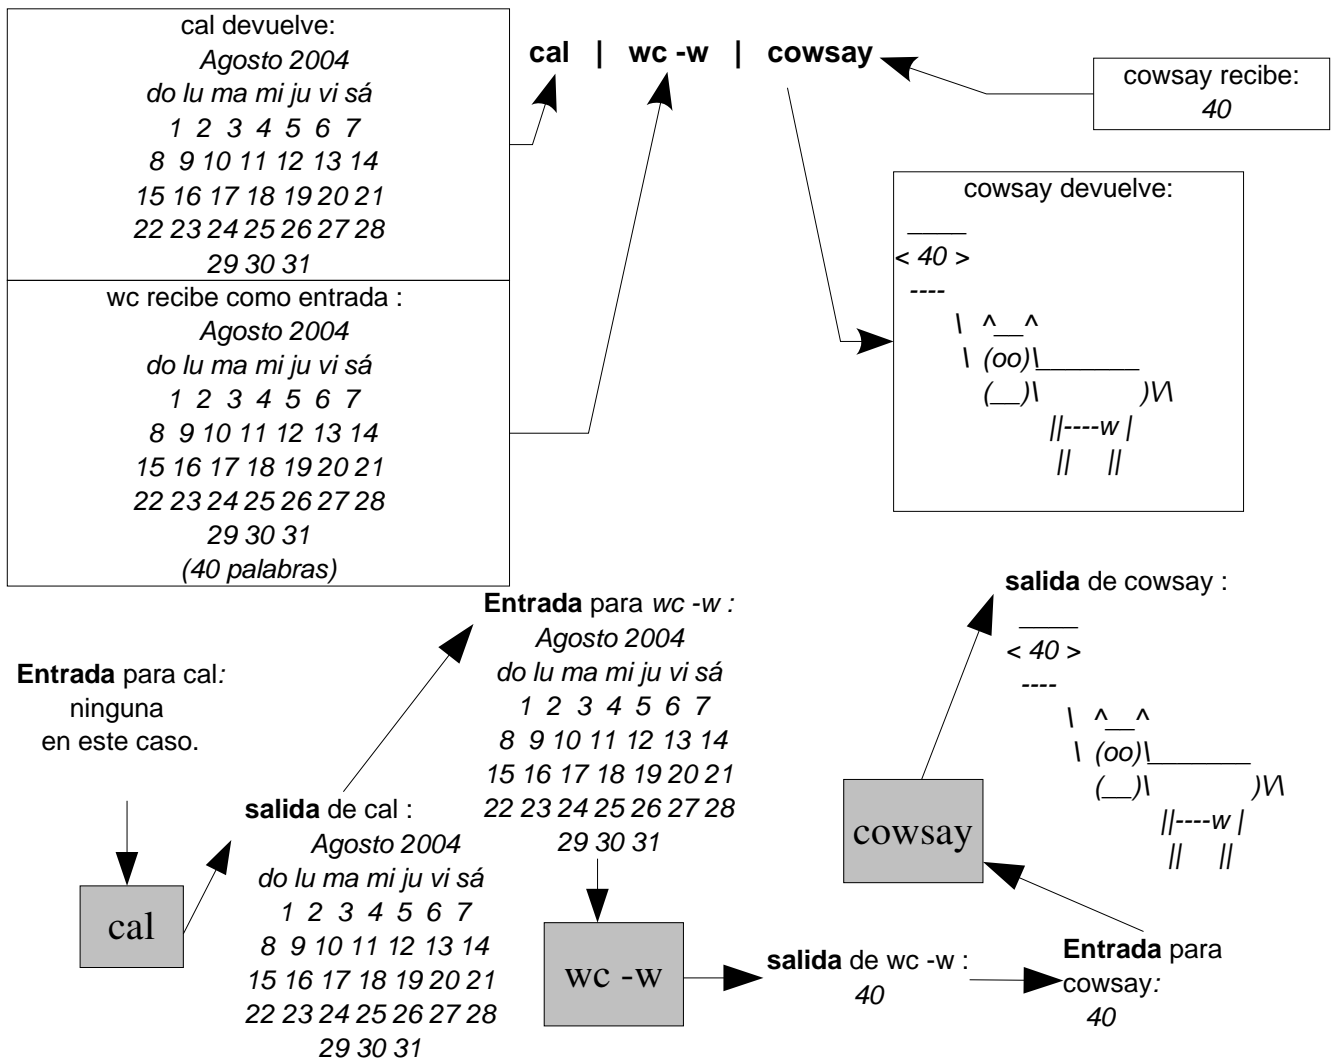 cal devuelve:
Agosto 2004
do lu ma mi ju vi sá
1 2 3 4 5 6 7
8 9 10 11 12 13 14
15 16 17 18 19 20 21
22 23 24 25 26 27 28
29 30 31
wc recibe como entrada :
Agosto 2004
do lu ma mi ju vi sá
1 2 3 4 5 6 7
8 9 10 11 12 13 14
15 16 17 18 19 20 21
22 23 24 25 26 27 28
29 30 31
(40 palabras)
cal | wc -w | cowsay
cowsay recibe:
40
cowsay devuelve:
____
< 40 >
----
\ ^__^
\ (oo)\_______
(__)\ )\/\
||----w |
|| ||
Entrada para cal:
ninguna
en este caso.
cal
salida de cal :
Agosto 2004
do lu ma mi ju vi sá
1 2 3 4 5 6 7
8 9 10 11 12 13 14
15 16 17 18 19 20 21
22 23 24 25 26 27 28
29 30 31
Entrada para wc -w :
Agosto 2004
do lu ma mi ju vi sá
1 2 3 4 5 6 7
8 9 10 11 12 13 14
15 16 17 18 19 20 21
22 23 24 25 26 27 28
29 30 31
wc -w
salida de wc -w :
40
Entrada para
cowsay:
40
cowsay
salida de cowsay :
____
< 40 >
----
\ ^__^
\ (oo)\_______
(__)\ )\/\
||----w |
|| ||